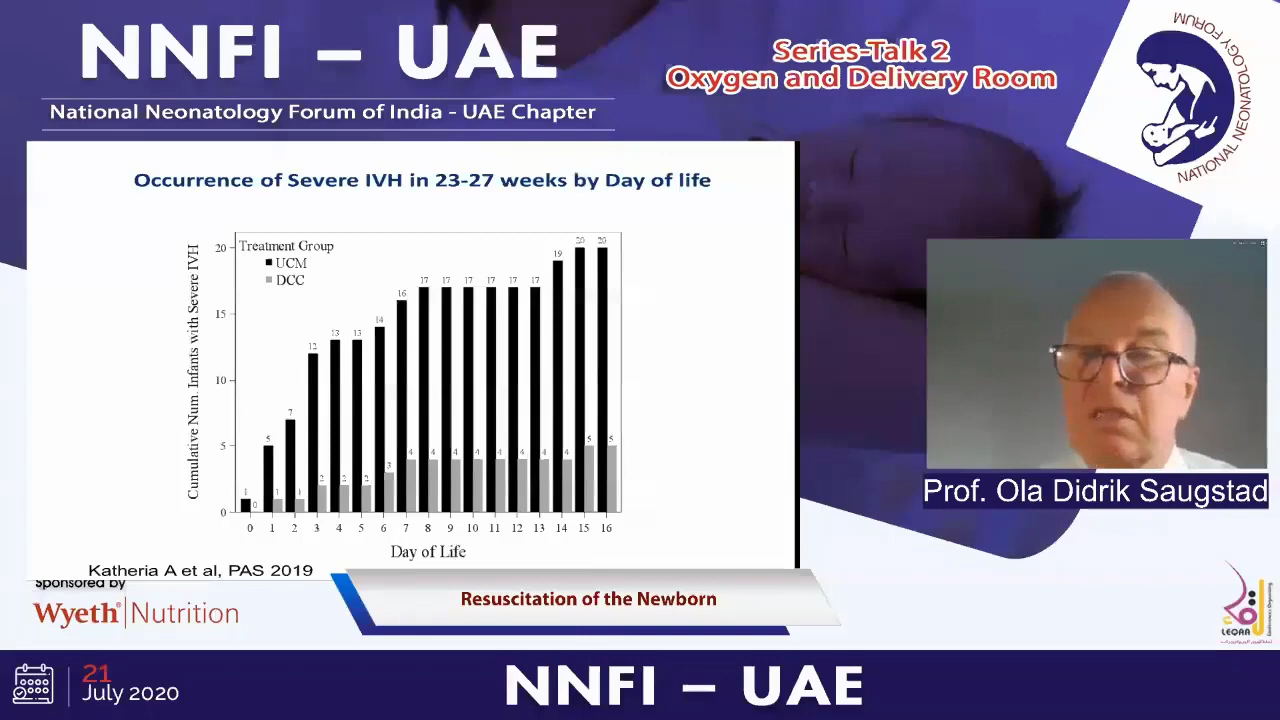 NNFI – UAE
National Neonatology Forum of India - UAE Chapter
Series-Talk 2
Oxygen and Delivery Room
NATIONAL NEONATOLOGY FORUM
Occurrence of Severe IVH in 23-27 weeks by Day of life
Cumulative Num. Infants with Severe IVH
Treatment Group
UCM
DCC
20
15
10
5
0
1 5 7 12 13 13 14 16 17 17 17 17 17 17 19 20 20
0 1 1 2 2 2 3 4 4 4 4 4 4 4 4 5 5
0 1 2 3 4 5 6 7 8 9 10 11 12 13 14 15 16
Day of Life
Katheria A et al, PAS 2019
Prof. Ola Didrik Saugstad
Sponsored by
Wyeth® Nutrition
Resuscitation of the Newborn
LEQAA
21
July 2020
NNFI – UAE